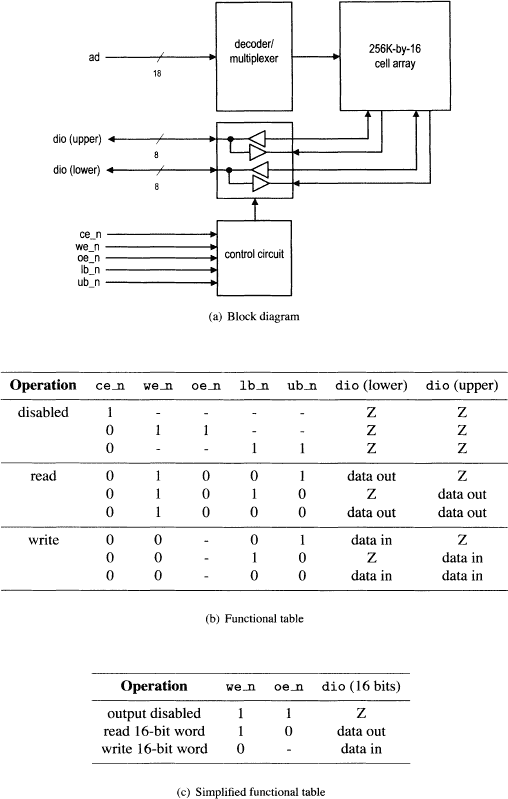 decoder/
multiplexer
256K-by-16
cell array
ad
18
dio (upper)
8
dio (lower)
8
ce_n
we_n
oe_n
lb_n
ub_n
control circuit
(a) Block diagram
Operation ce_n we_n oe_n lb_n ub_n dio (lower) dio (upper)
disabled 1 - - - - Z Z
0 1 1 - - Z Z
0 - - 1 1 Z Z
read 0 1 0 0 1 data out Z
0 1 0 1 0 Z data out
0 1 0 0 0 data out data out
write 0 0 - 0 1 data in Z
0 0 - 1 0 Z data in
0 0 - 0 0 data in data in
(b) Functional table
Operation we_n oe_n dio (16 bits)
output disabled 1 1 Z
read 16-bit word 1 0 data out
write 16-bit word 0 - data in
(c) Simplified functional table